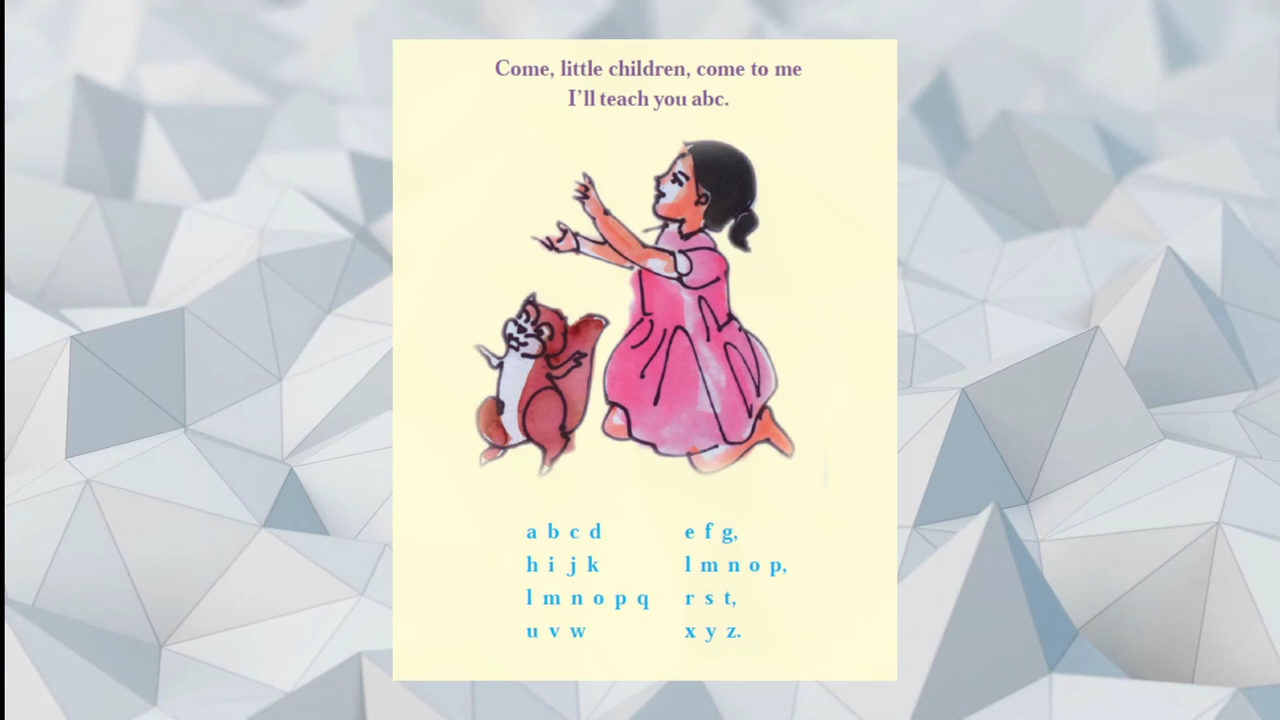 Come, little children, come to me
I’ll teach you abc.
a b c d e f g,
h i j k l m n o p,
l m n o p q r s t,
u v w x y z.